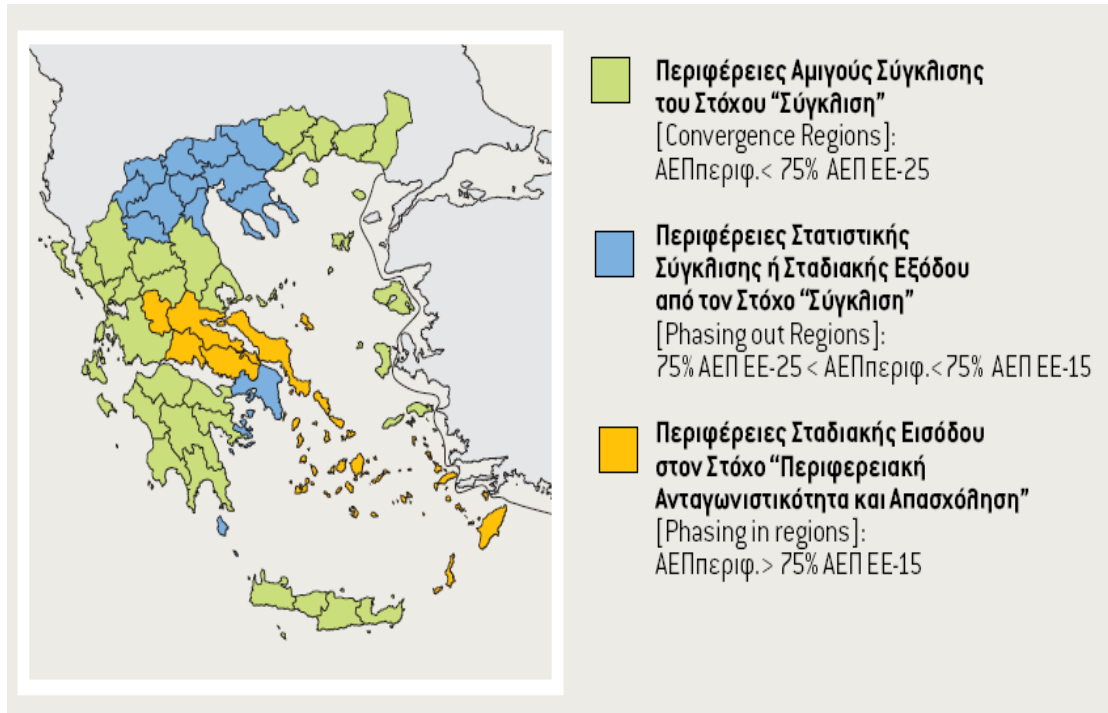 Περιφέρειες Αμιγούς Σύγκλισης
του Στόχου “Σύγκλιση”
[Convergence Regions]:
ΑΕΠπεριφ.< 75% ΑΕΠ ΕΕ-25
Περιφέρειες Στατιστικής
Σύγκλισης ή Σταδιακής Εξόδου
από τον Στόχο “Σύγκλιση”
[Phasing out Regions]:
75% ΑΕΠ ΕΕ-25 < ΑΕΠπεριφ.<75% ΑΕΠ ΕΕ-15
Περιφέρειες Σταδιακής Εισόδου
στον Στόχο “Περιφερειακή
Ανταγωνιστικότητα και Απασχόληση”
[Phasing in regions]:
ΑΕΠπεριφ.> 75% ΑΕΠ ΕΕ-15